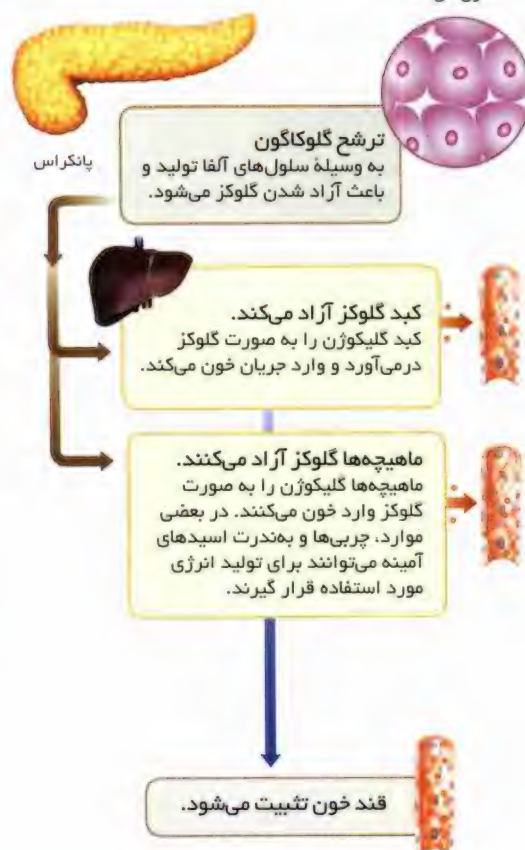 ترشح گلوکاگون
به وسیلهٔ سلول‌های آلفا تولید و
باعث آزاد شدن گلوکز می‌شود.
پانکراس
کبد گلوکز آزاد می‌کند.
کبد گلیکوژن را به صورت گلوکز
درمی‌آورد و وارد جریان خون می‌کند.
ماهیچه‌ها گلوکز آزاد می‌کنند.
ماهیچه‌ها گلیکوژن را به صورت
گلوکز وارد خون می‌کنند. در بعضی
موارد، چربی‌ها و به‌ندرت اسیدهای
آمینه می‌توانند برای تولید انرژی
مورد استفاده قرار گیرند.
قند خون تثبیت می‌شود.